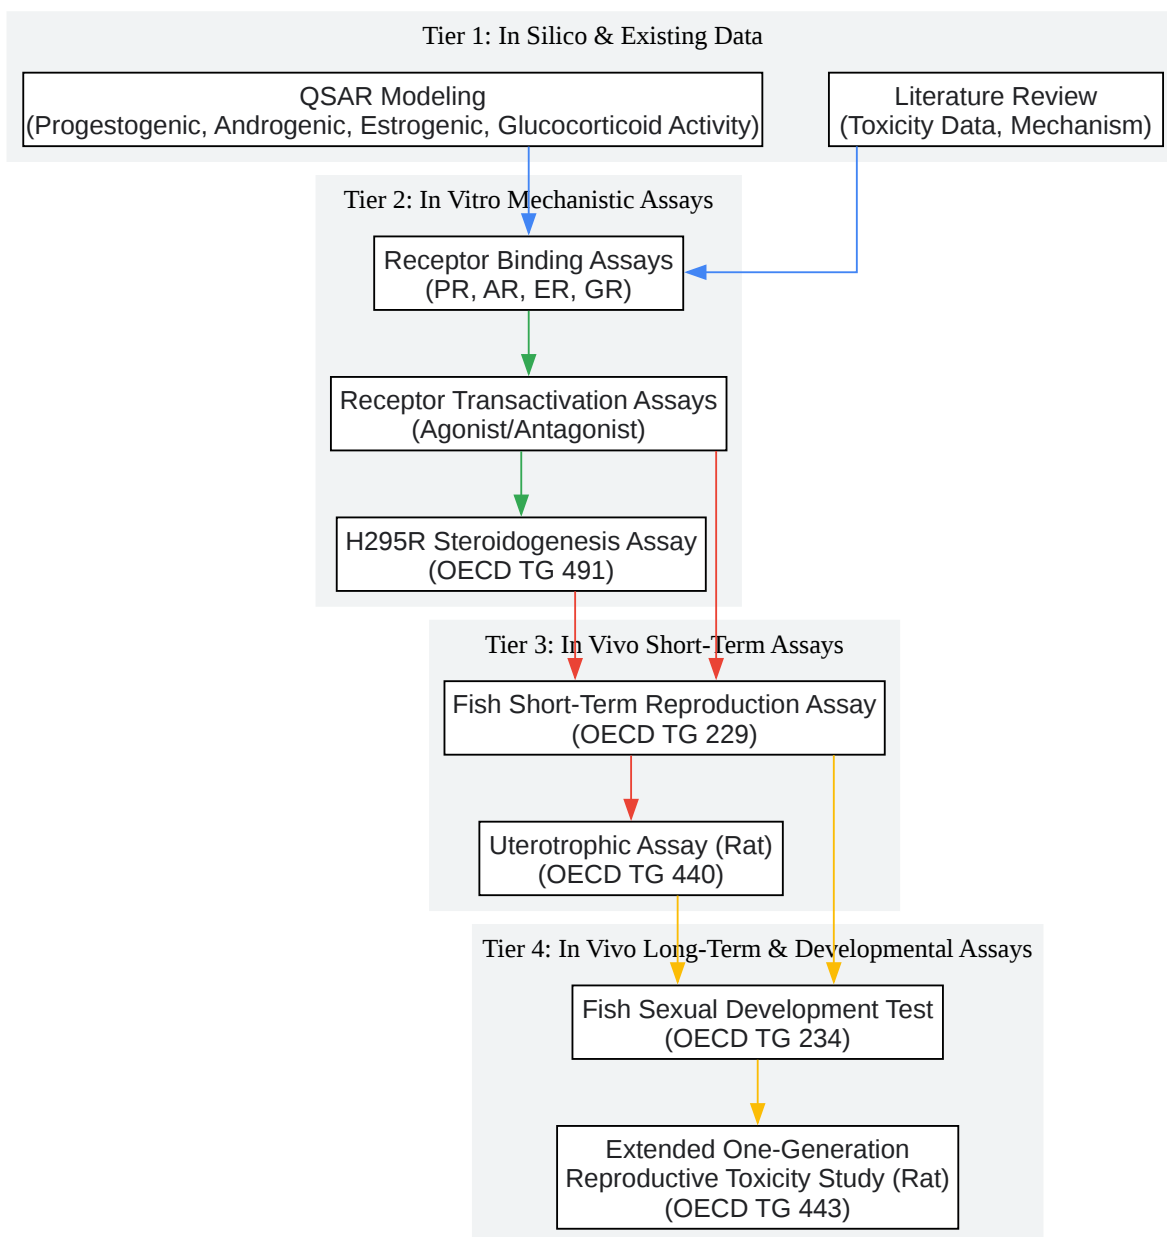 Tier 1: In Silico & Existing Data
QSAR Modeling
(Progestogenic, Androgenic, Estrogenic, Glucocorticoid Activity)
Literature Review
(Toxicity Data, Mechanism)
Tier 2: In Vitro Mechanistic Assays
Receptor Binding Assays
(PR, AR, ER, GR)
Receptor Transactivation Assays
(Agonist/Antagonist)
H295R Steroidogenesis Assay
(OECD TG 491)
Tier 3: In Vivo Short-Term Assays
Fish Short-Term Reproduction Assay
(OECD TG 229)
Uterotrophic Assay (Rat)
(OECD TG 440)
Tier 4: In Vivo Long-Term & Developmental Assays
Fish Sexual Development Test
(OECD TG 234)
Extended One-Generation
Reproductive Toxicity Study (Rat)
(OECD TG 443)